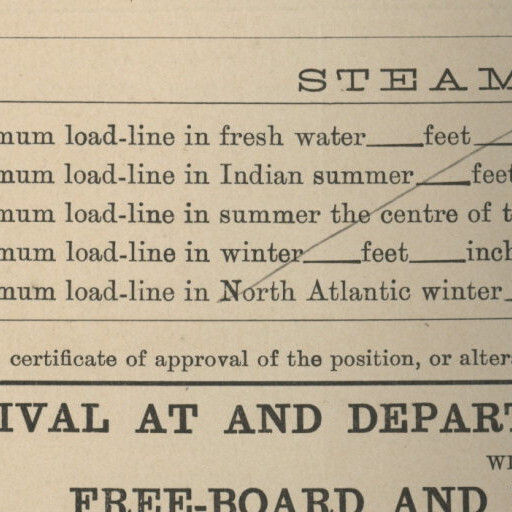 STEAM
mum load-line in fresh water____feet____
mum load-line in Indian summer____feet
mum load-line in summer the centre of t
mum load-line in winter____feet____inch
mum load-line in North Atlantic winter_
certificate of approval of the position, or alter
IVAL AT AND DEPART
WI
FREE-BOARD AND